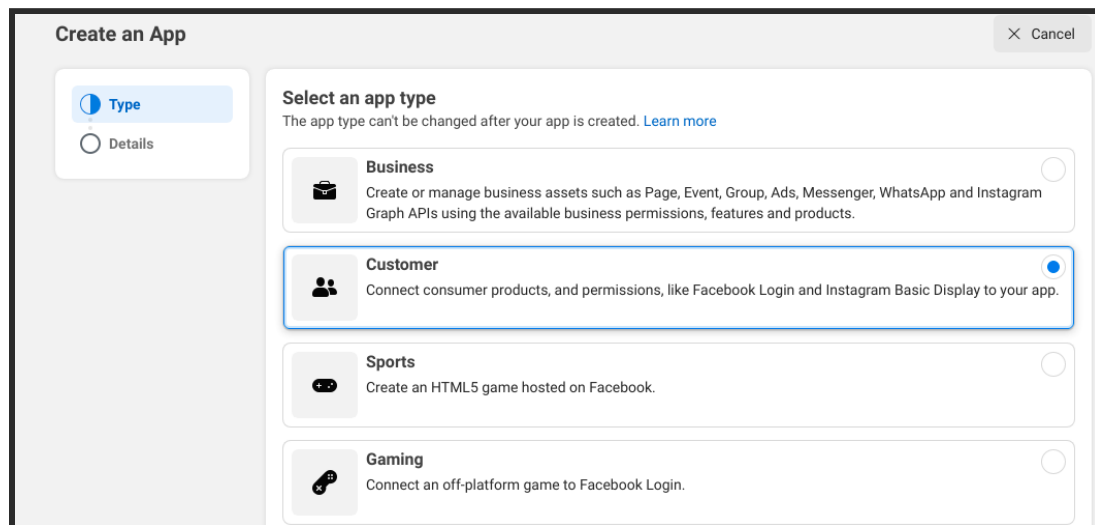 Create an App
Cancel
Type
Details
Select an app type
The app type can't be changed after your app is created. Learn more
Business
Create or manage business assets such as Page, Event, Group, Ads, Messenger, WhatsApp and Instagram
Graph APIs using the available business permissions, features and products.
Customer
Connect consumer products, and permissions, like Facebook Login and Instagram Basic Display to your app.
Sports
Create an HTML5 game hosted on Facebook.
Gaming
Connect an off-platform game to Facebook Login.